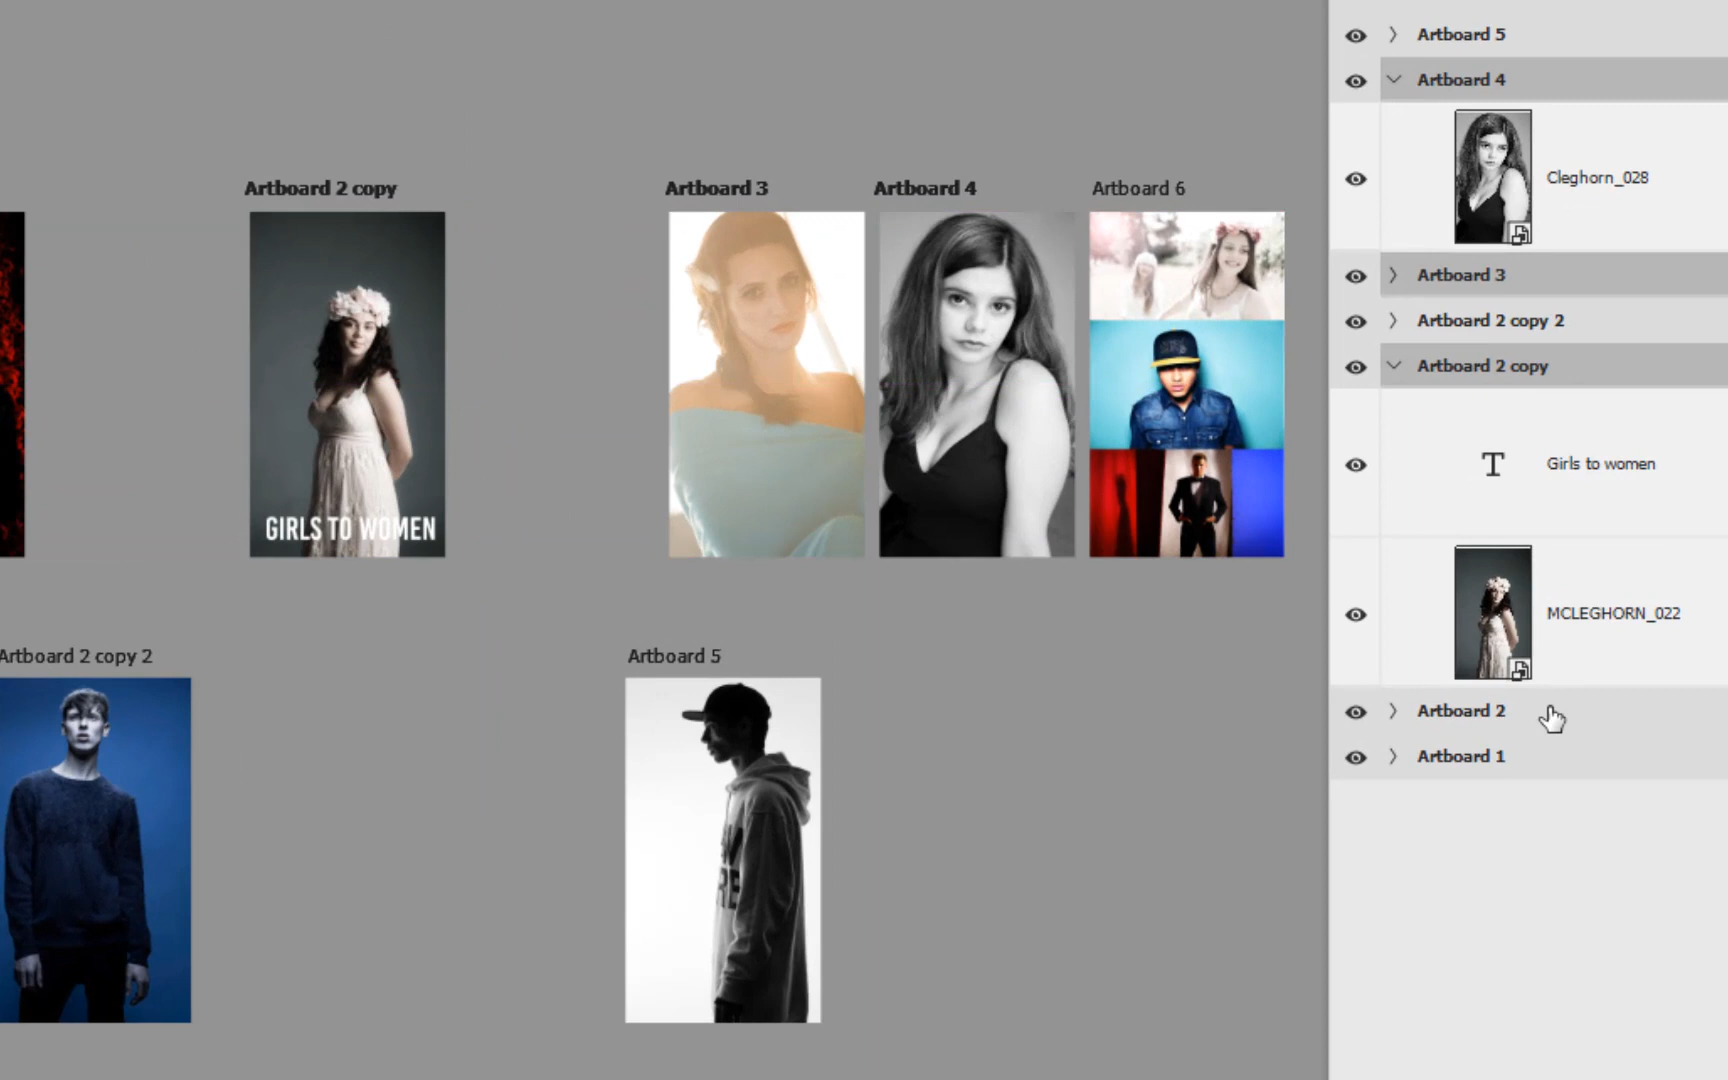 Artboard 2 copy
Artboard 3
Artboard 4
Artboard 6
GIRLS TO WOMEN
Artboard 2 copy 2
Artboard 5
RE
Artboard 5
Artboard 4
Cleghorn_028
Artboard 3
Artboard 2 copy 2
Artboard 2 copy
T
Girls to women
MCLEGHORN_022
Artboard 2
Artboard 1